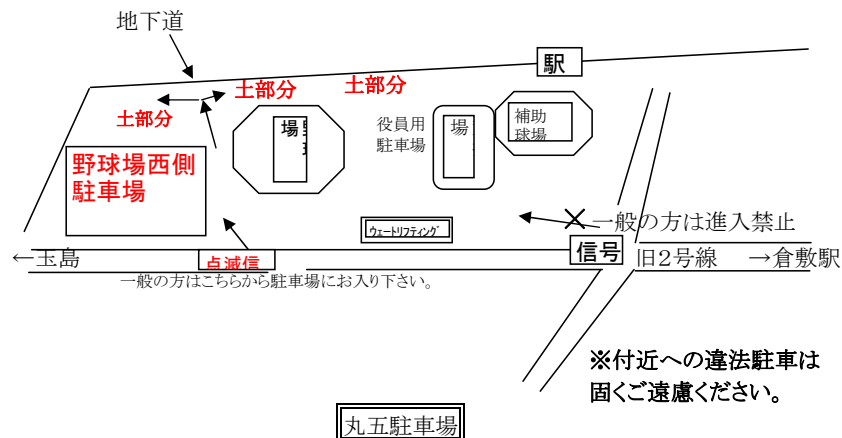 地下道
駅
土部分
土部分
土部分
役員用
駐車場
場
場
補助
球場
野球場西側
駐車場
ウェートリフティング
一般の方は進入禁止
信号
←玉島
点滅信
旧2号線 →倉敷駅
一般の方はこちらから駐車場にお入り下さい。
※付近への違法駐車は
固くご遠慮ください。
丸五駐車場